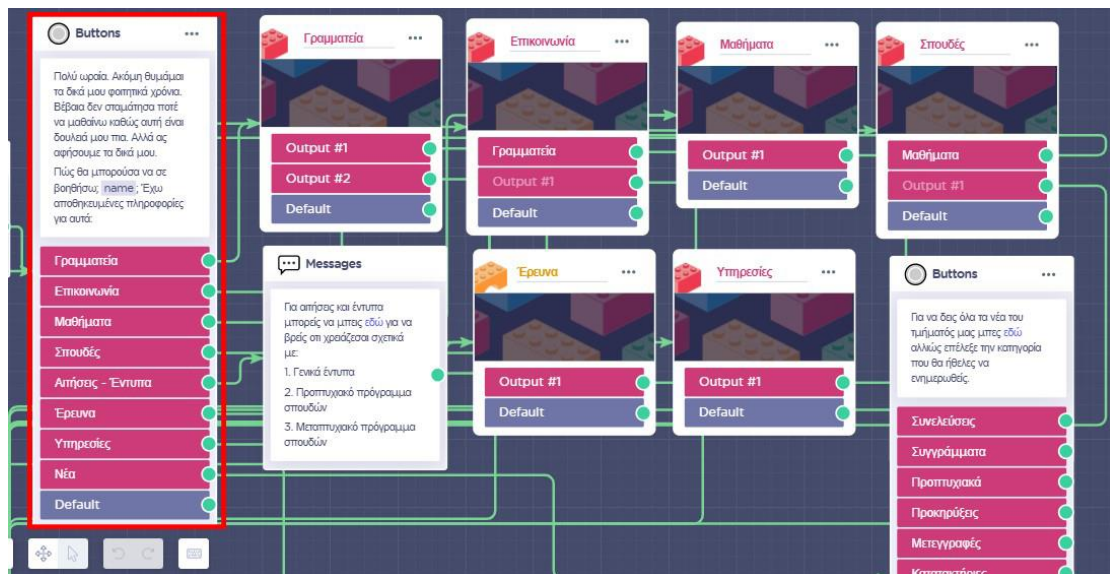 Buttons
Πολύ ωραία. Ακόμη θυμάμαι
τα δικά μου φοιτητικά χρόνια.
Βέβαια δεν σταμάτησα ποτέ
να μαθαίνω καθώς αυτή είναι
δουλειά μου πια. Αλλά ας
αφήσουμε τα δικά μου.
Πώς θα μπορούσα να σε
βοηθήσω; name ; Έχω
αποθηκευμένες πληροφορίες
για αυτά:
Γραμματεία
Επικοινωνία
Μαθήματα
Σπουδές
Αιτήσεις - Έντυπα
Έρευνα
Υπηρεσίες
Νέα
Default
Γραμματεία
Output #1
Output #2
Default
Επικοινωνία
Γραμματεία
Output #1
Default
Μαθήματα
Output #1
Default
Σπουδές
Μαθήματα
Output #1
Default
Messages
Για αιτήσεις και έντυπα
μπορείς να μπεις εδώ για να
βρείς οτι χρειάζεσαι σχετικά
με:
1. Γενικά έντυπα
2. Προπτυχιακό πρόγραμμα
σπουδών
3. Μεταπτυχιακό πρόγραμμα
σπουδών
Έρευνα
Output #1
Default
Υπηρεσίες
Output #1
Default
Buttons
Για να δεις όλα τα νέα του
τμήματός μας μπες εδώ
αλλιώς επέλεξε την κατηγορία
που θα ήθελες να
ενημερωθείς.
Συνελεύσεις
Συγγράμματα
Προπτυχιακά
Προκηρύξεις
Μετεγγραφές
Κατατακτήριες